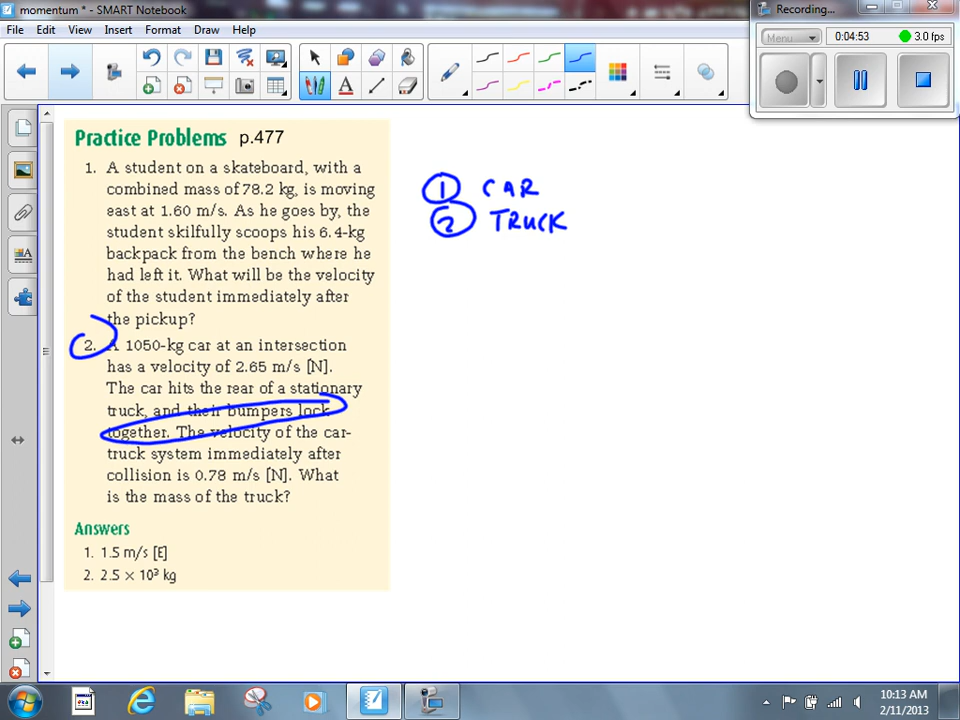 momentum * - SMART Notebook
Recording...
File Edit View Insert Format Draw Help
Menu
0:04:53
3.0 fps
A
Practice Problems p.477
1. A student on a skateboard, with a
combined mass of 78.2 kg, is moving
east at 1.60 m/s. As he goes by, the
student skilfully scoops his 6.4-kg
backpack from the bench where he
had left it. What will be the velocity
of the student immediately after
the pickup?
2. A 1050-kg car at an intersection
has a velocity of 2.65 m/s [N].
The car hits the rear of a stationary
truck, and their bumpers lock
together. The velocity of the car-
truck system immediately after
collision is 0.78 m/s [N]. What
is the mass of the truck?
Answers
1. 1.5 m/s [E]
2. 2.5 × 10³ kg
1 CAR
2 TRUCK
10:13 AM
2/11/2013